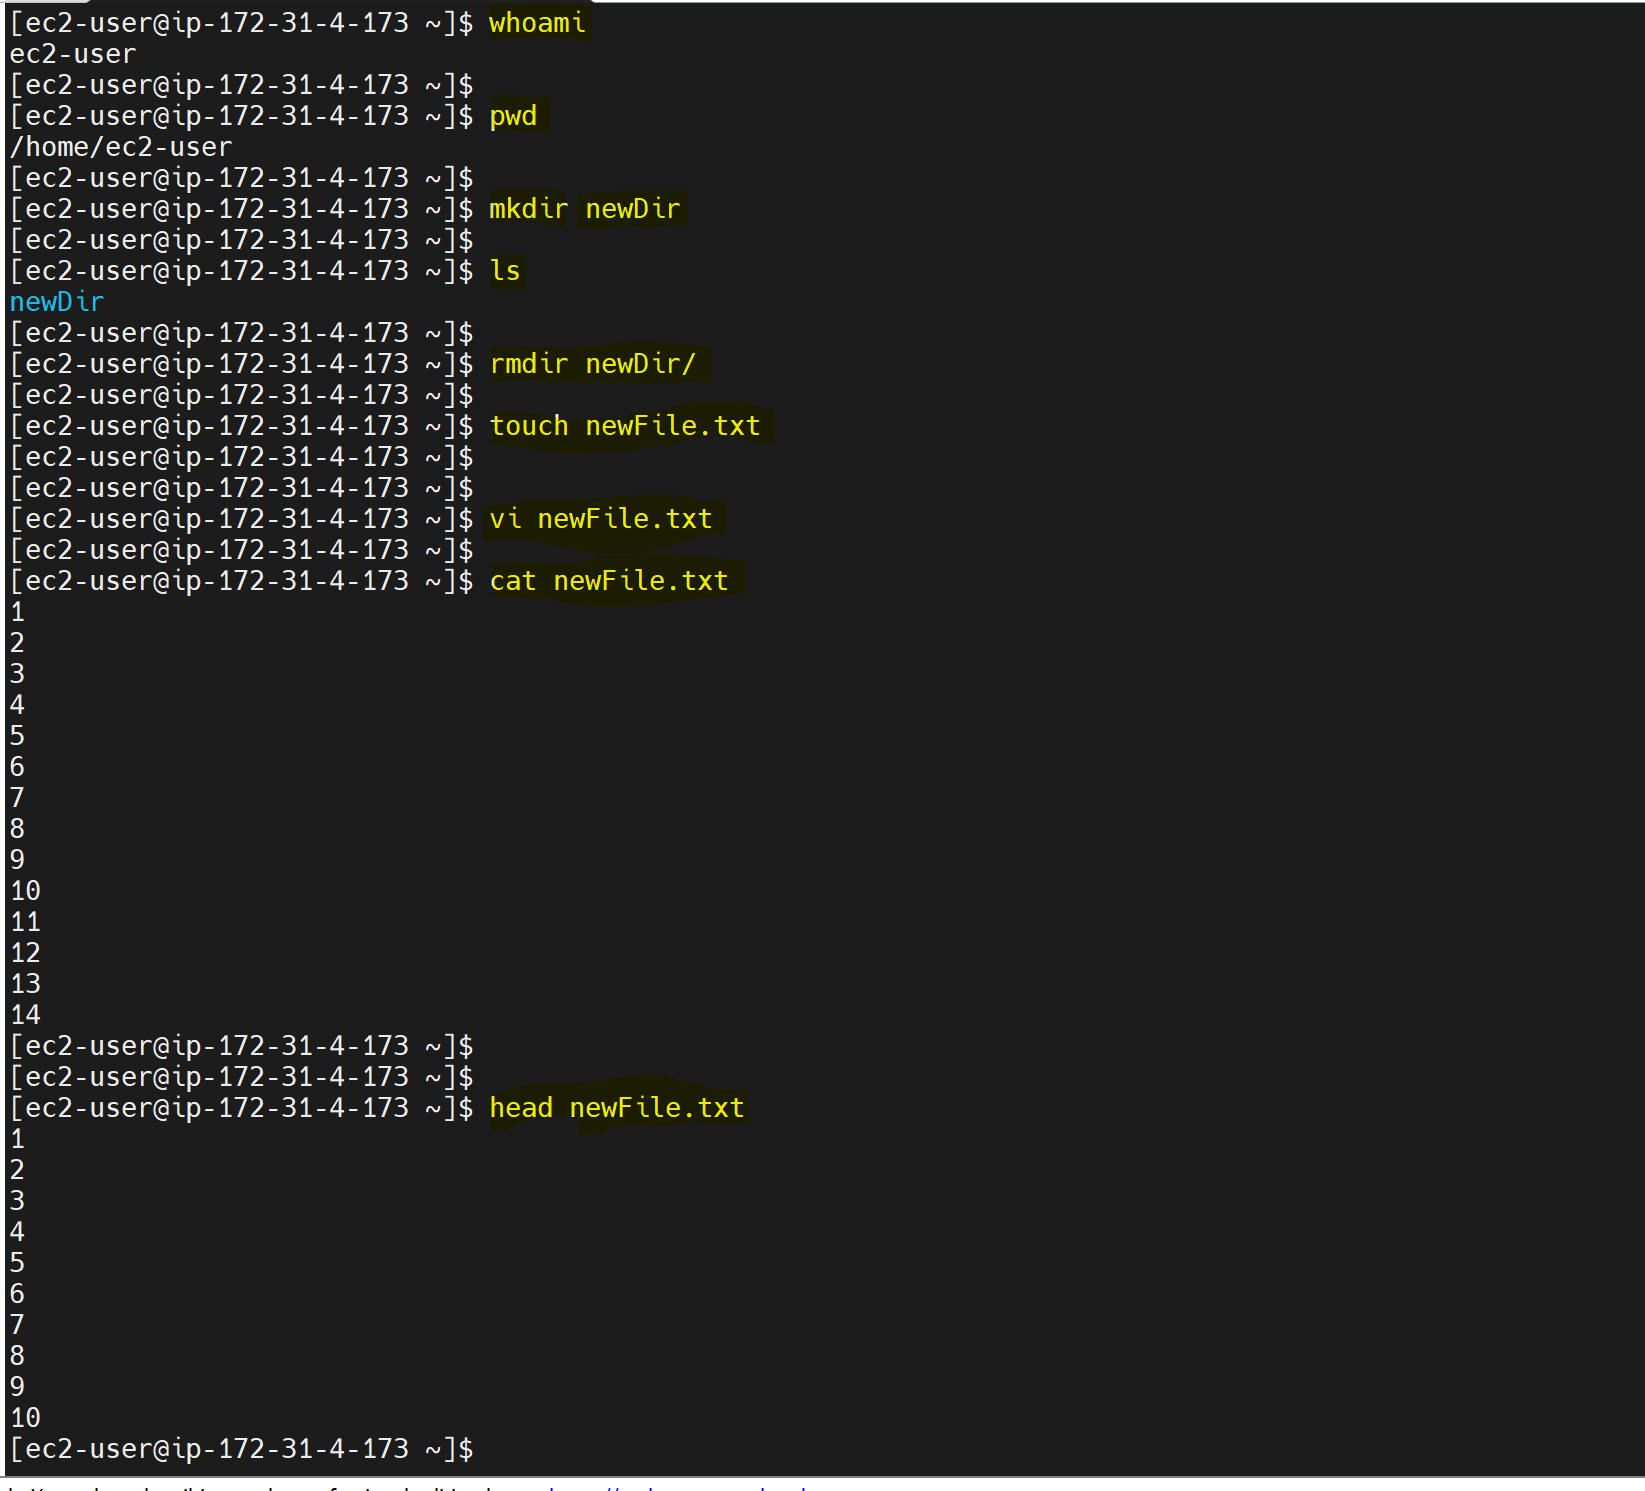 [ec2-user@ip-172-31-4-173 ~]$ whoami
ec2-user
[ec2-user@ip-172-31-4-173 ~]$
[ec2-user@ip-172-31-4-173 ~]$ pwd
/home/ec2-user
[ec2-user@ip-172-31-4-173 ~]$
[ec2-user@ip-172-31-4-173 ~]$ mkdir newDir
[ec2-user@ip-172-31-4-173 ~]$
[ec2-user@ip-172-31-4-173 ~]$ ls
newDir
[ec2-user@ip-172-31-4-173 ~]$
[ec2-user@ip-172-31-4-173 ~]$ rmdir newDir/
[ec2-user@ip-172-31-4-173 ~]$
[ec2-user@ip-172-31-4-173 ~]$ touch newFile.txt
[ec2-user@ip-172-31-4-173 ~]$
[ec2-user@ip-172-31-4-173 ~]$
[ec2-user@ip-172-31-4-173 ~]$ vi newFile.txt
[ec2-user@ip-172-31-4-173 ~]$
[ec2-user@ip-172-31-4-173 ~]$ cat newFile.txt
1
2
3
4
5
6
7
8
9
10
11
12
13
14
[ec2-user@ip-172-31-4-173 ~]$
[ec2-user@ip-172-31-4-173 ~]$
[ec2-user@ip-172-31-4-173 ~]$ head newFile.txt
1
2
3
4
5
6
7
8
9
10
[ec2-user@ip-172-31-4-173 ~]$